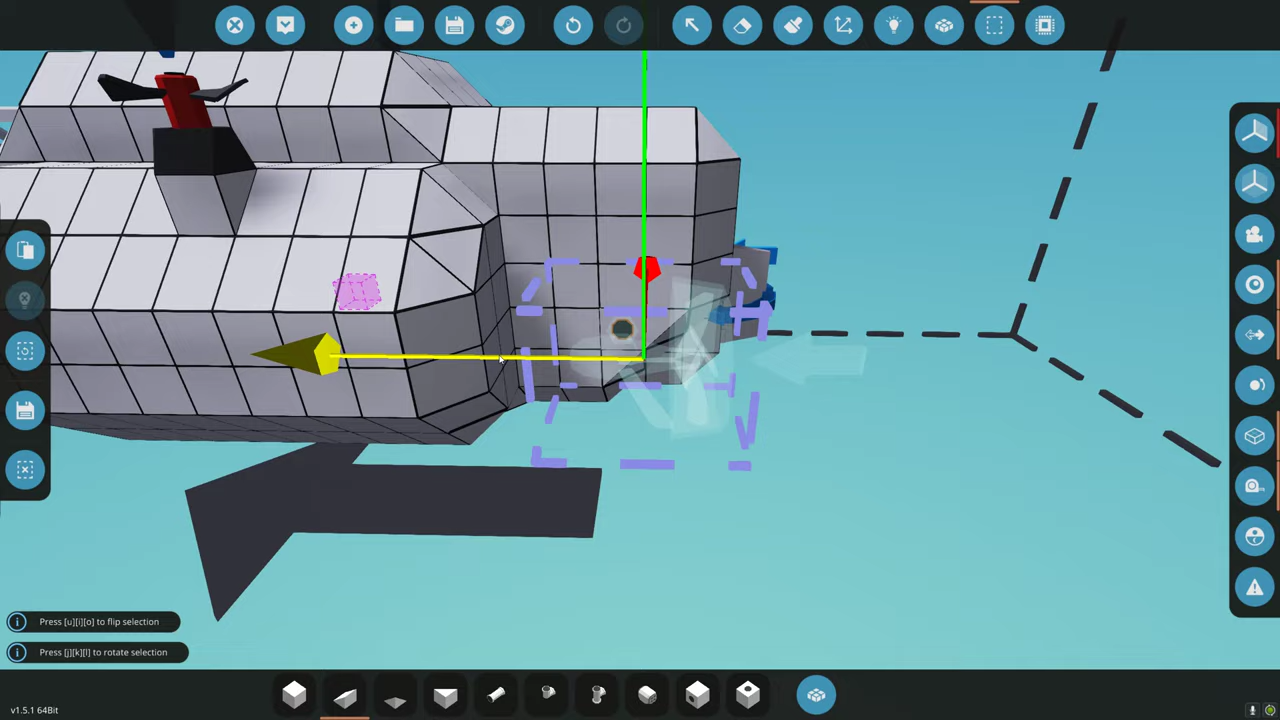 Press [u][i][o] to flip selection
Press [j][k][l] to rotate selection
v1.5.1 64Bit